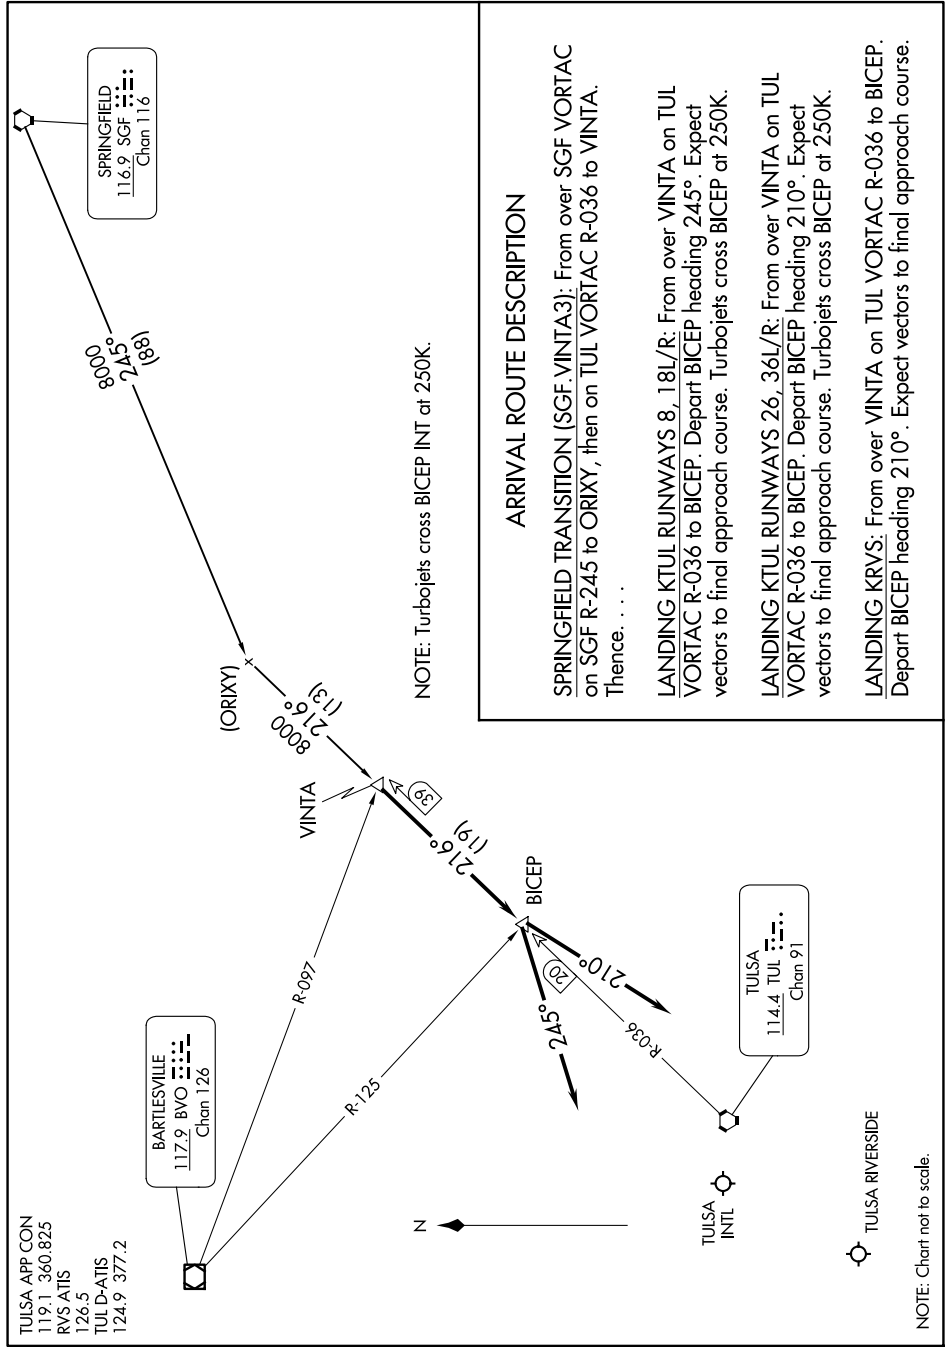 TULSA APP CON
119.1 360.825
RVS ATIS
126.5
TUL D-ATIS
124.9 377.2
BARTLESVILLE
117.9 BVO
Chan 126
SPRINGFIELD
116.9 SGF
Chan 116
8000
245°
(88)
(ORIXY)
8000
216°
(13)
VINTA
39
R-097
216°
(19)
BICEP
R-125
20
245°
210°
R-036
N
TULSA
114.4 TUL
Chan 91
TULSA
INTL
TULSA RIVERSIDE
NOTE: Chart not to scale.
NOTE: Turbojets cross BICEP INT at 250K.
ARRIVAL ROUTE DESCRIPTION
SPRINGFIELD TRANSITION (SGF.VINTA3): From over SGF VORTAC
on SGF R-245 to ORIXY, then on TUL VORTAC R-036 to VINTA.
Thence. . . .
LANDING KTUL RUNWAYS 8, 18L/R: From over VINTA on TUL
VORTAC R-036 to BICEP. Depart BICEP heading 245°. Expect
vectors to final approach course. Turbojets cross BICEP at 250K.
LANDING KTUL RUNWAYS 26, 36L/R: From over VINTA on TUL
VORTAC R-036 to BICEP. Depart BICEP heading 210°. Expect
vectors to final approach course. Turbojets cross BICEP at 250K.
LANDING KRVS: From over VINTA on TUL VORTAC R-036 to BICEP.
Depart BICEP heading 210°. Expect vectors to final approach course.